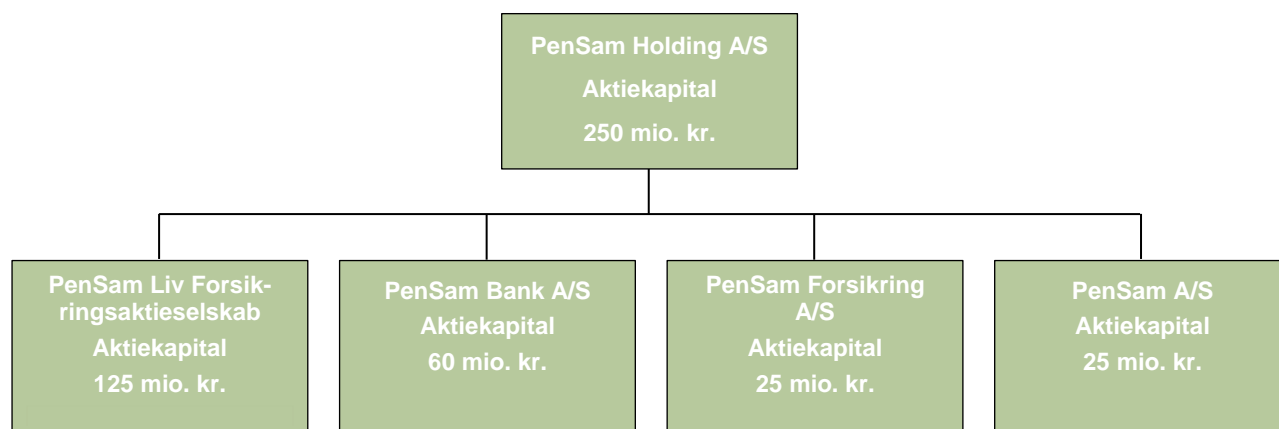 PenSam Holding A/S
Aktiekapital
250 mio. kr.
PenSam Liv Forsik-
ringsaktieselskab
Aktiekapital
125 mio. kr.
PenSam Bank A/S
Aktiekapital
60 mio. kr.
PenSam Forsikring
A/S
Aktiekapital
25 mio. kr.
PenSam A/S
Aktiekapital
25 mio. kr.